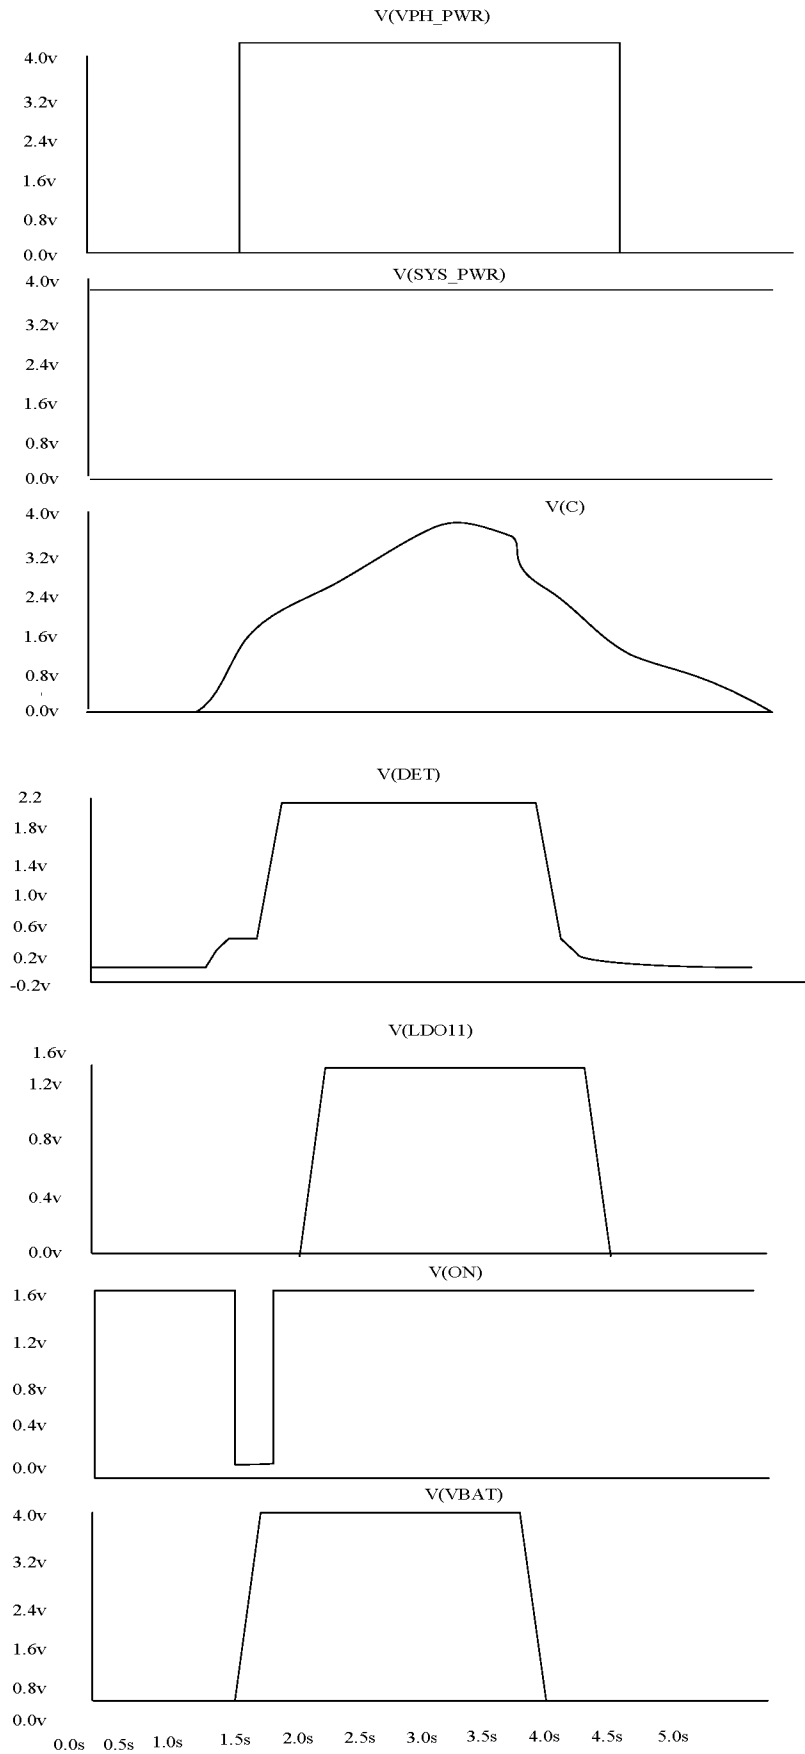 V(VPH_PWR)
4.0v
3.2v
2.4v
1.6v
0.8v
0.0v
V(SYS_PWR)
4.0v
3.2v
2.4v
1.6v
0.8v
0.0v
V(C)
4.0v
3.2v
2.4v
1.6v
0.8v
0.0v
V(DET)
2.2
1.8v
1.4v
1.0v
0.6v
0.2v
-0.2v
V(LDO11)
1.6v
1.2v
0.8v
0.4v
0.0v
V(ON)
1.6v
1.2v
0.8v
0.4v
0.0v
V(VBAT)
4.0v
3.2v
2.4v
1.6v
0.8v
0.0v
0.0s 0.5s 1.0s 1.5s 2.0s 2.5s 3.0s 3.5s 4.0s 4.5s 5.0s